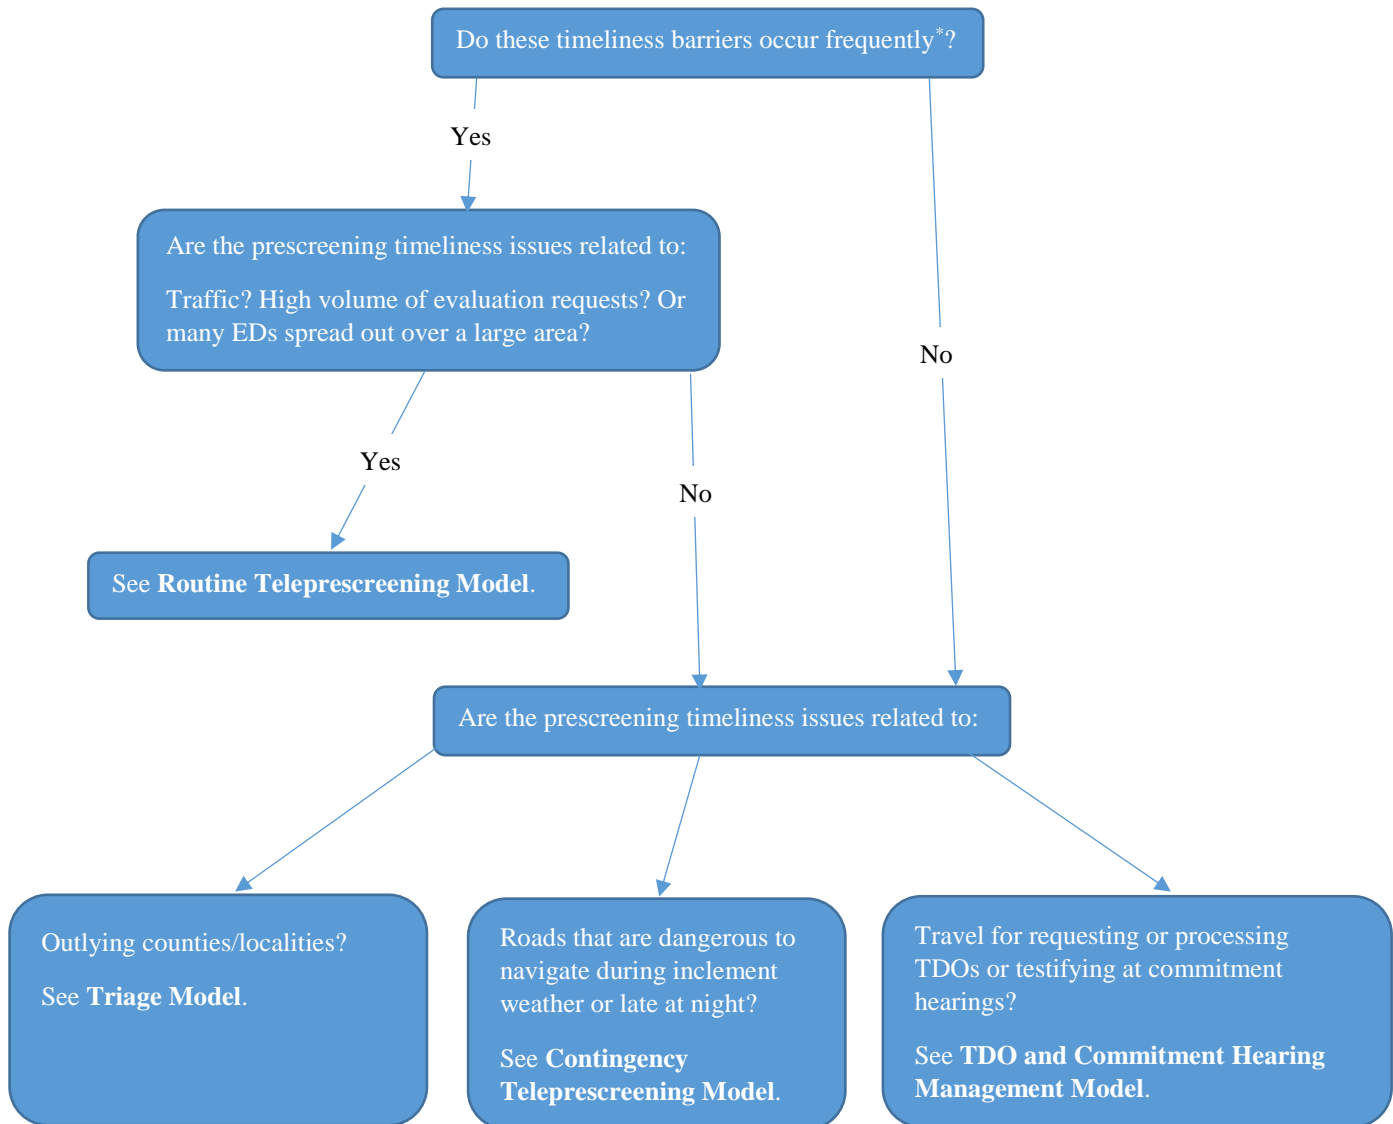 Do these timeliness barriers occur frequently*?
Yes
Are the prescreening timeliness issues related to:
Traffic? High volume of evaluation requests? Or
many EDs spread out over a large area?
No
Yes
No
See Routine Teleprescreening Model.
Are the prescreening timeliness issues related to:
Outlying counties/localities?
See Triage Model.
Roads that are dangerous to
navigate during inclement
weather or late at night?
See Contingency
Teleprescreening Model.
Travel for requesting or processing
TDOs or testifying at commitment
hearings?
See TDO and Commitment Hearing
Management Model.